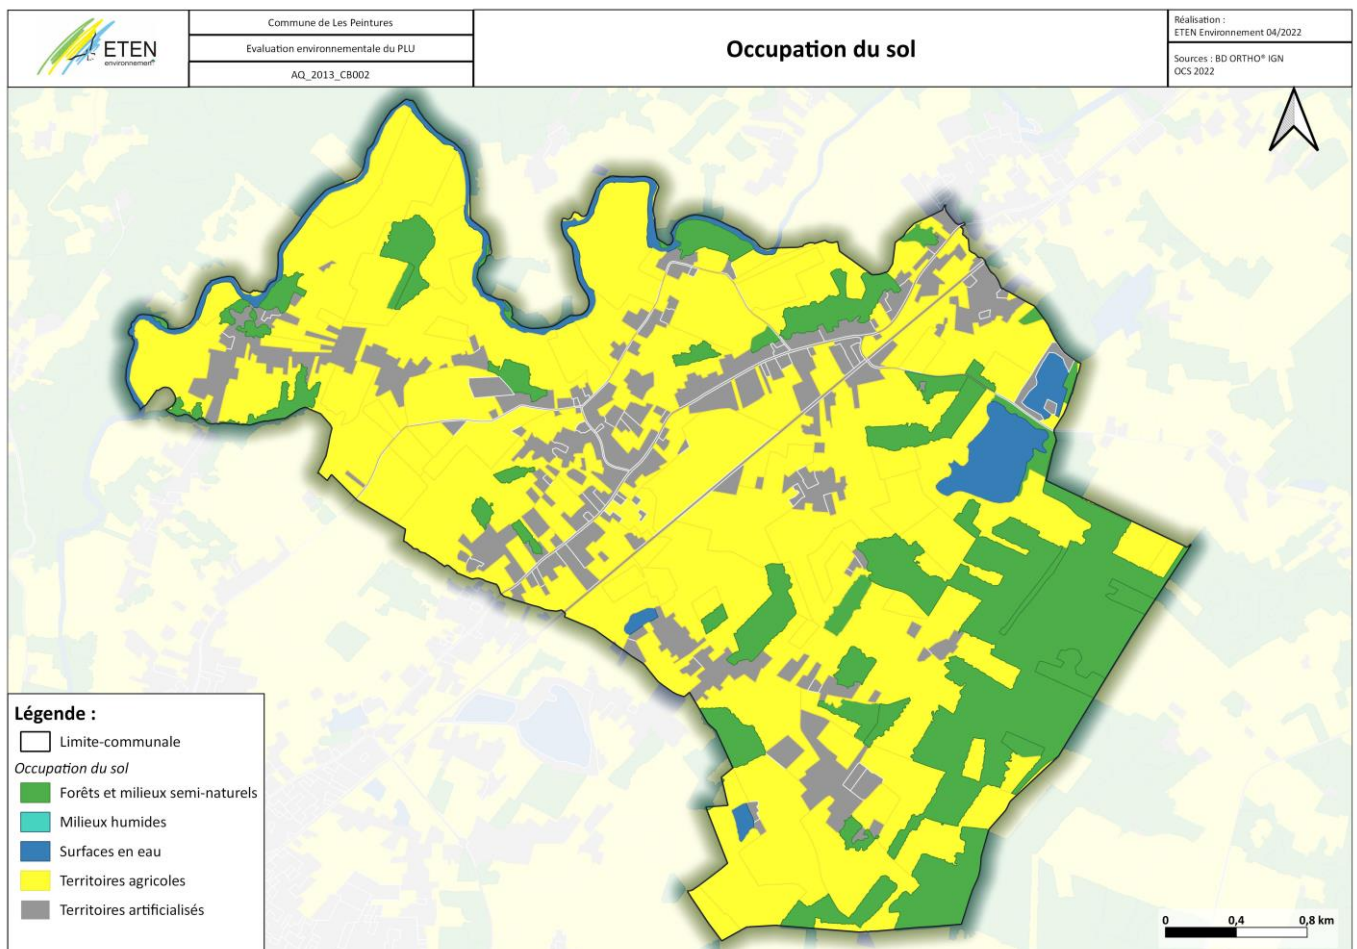 ETEN
environnement®
Commune de Les Peintures
Evaluation environnementale du PLU
AQ_2013_CB002
Occupation du sol
Réalisation :
ETEN Environnement 04/2022
Sources : BD ORTHO® IGN
OCS 2022
Légende :
Limite-communale
Occupation du sol
Forêts et milieux semi-naturels
Milieux humides
Surfaces en eau
Territoires agricoles
Territoires artificialisés
0 0,4 0,8 km